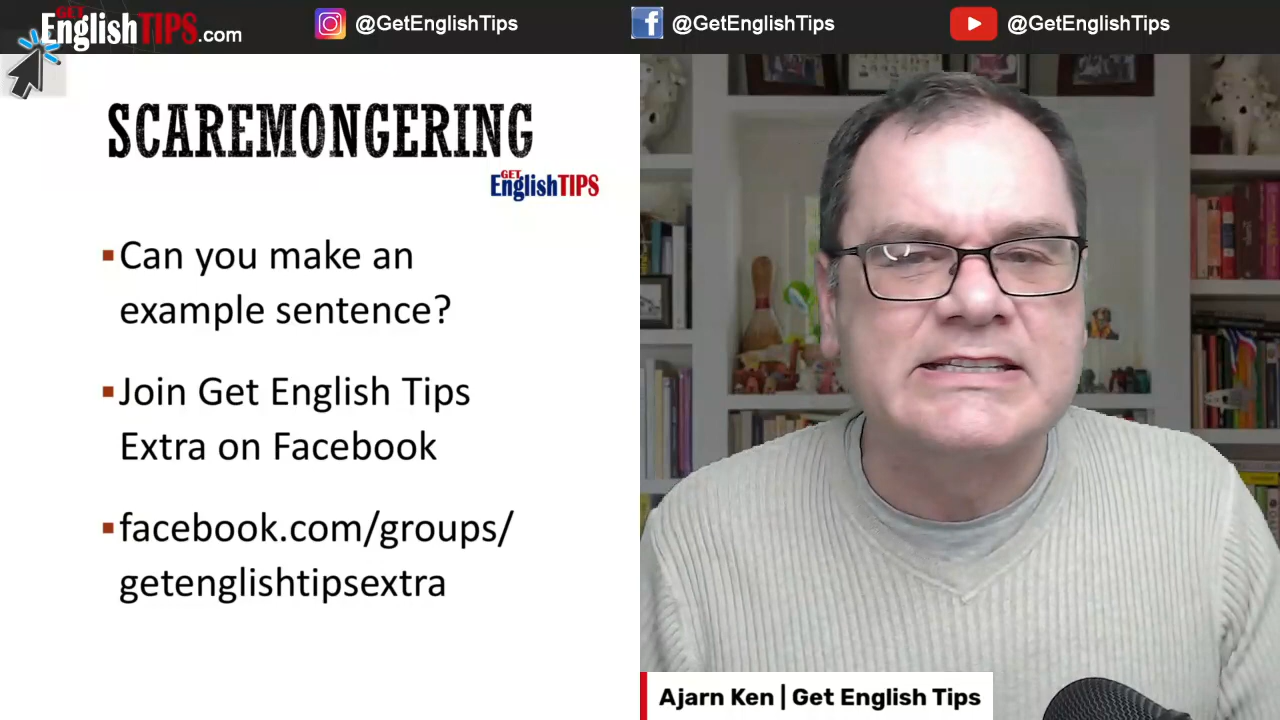 GET
EnglishTIPS.com
@GetEnglishTips
@GetEnglishTips
@GetEnglishTips
SCAREMONGERING
GET
EnglishTIPS
Can you make an
example sentence?
Join Get English Tips
Extra on Facebook
facebook.com/groups/
getenglishtipsextra
Ajarn Ken | Get English Tips